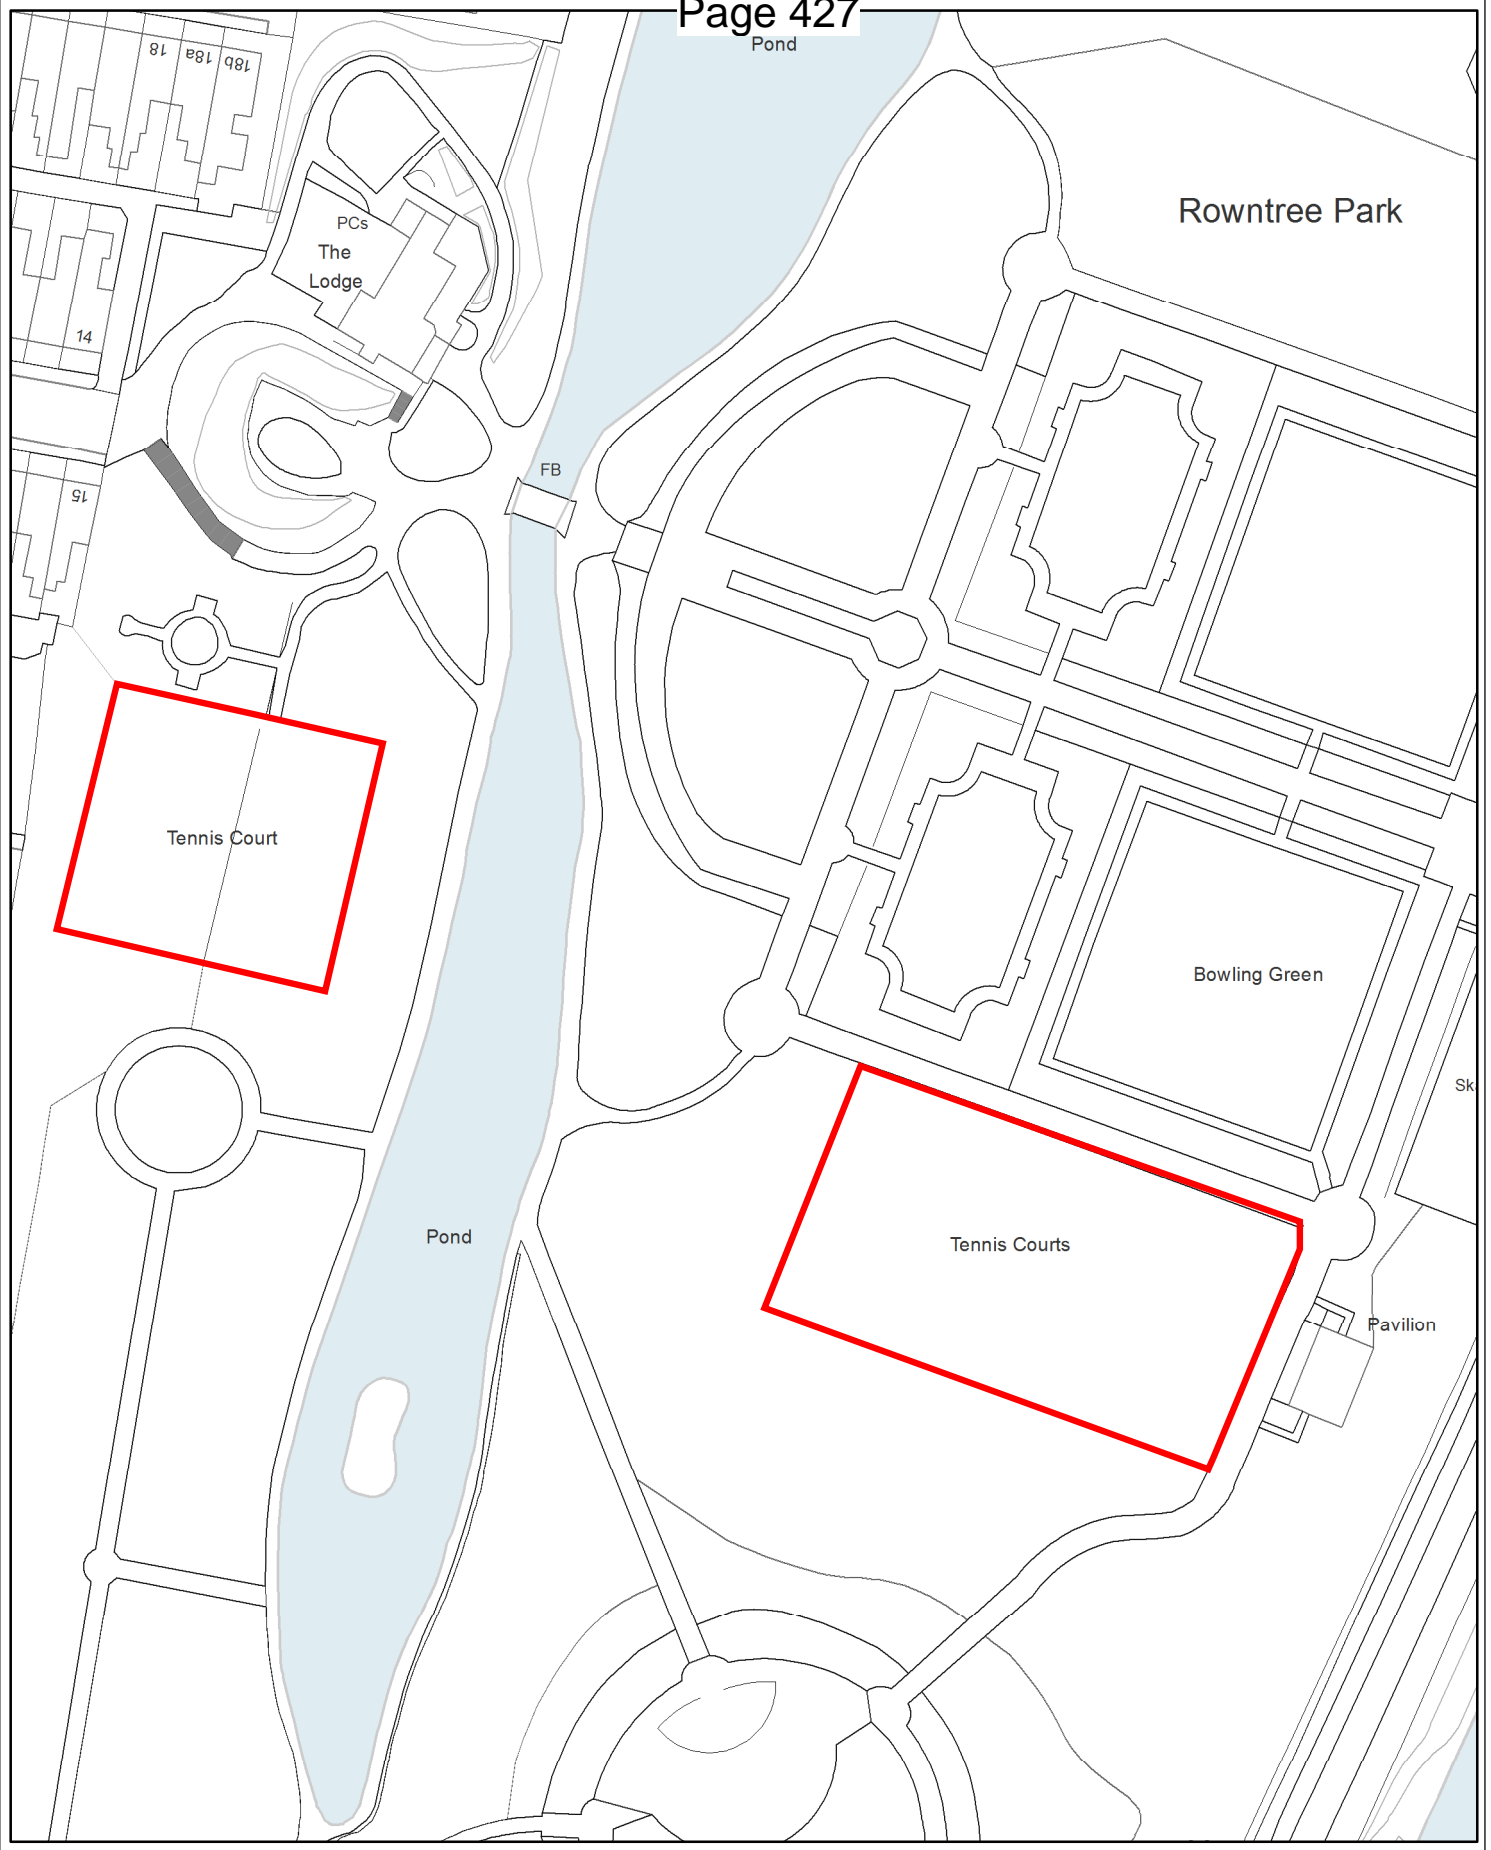 Page 427
Pond
18
18a
18b
Rowntree Park
PCs
The
Lodge
14
FB
15
Tennis Court
Bowling Green
Sk
Pond
Tennis Courts
Pavilion